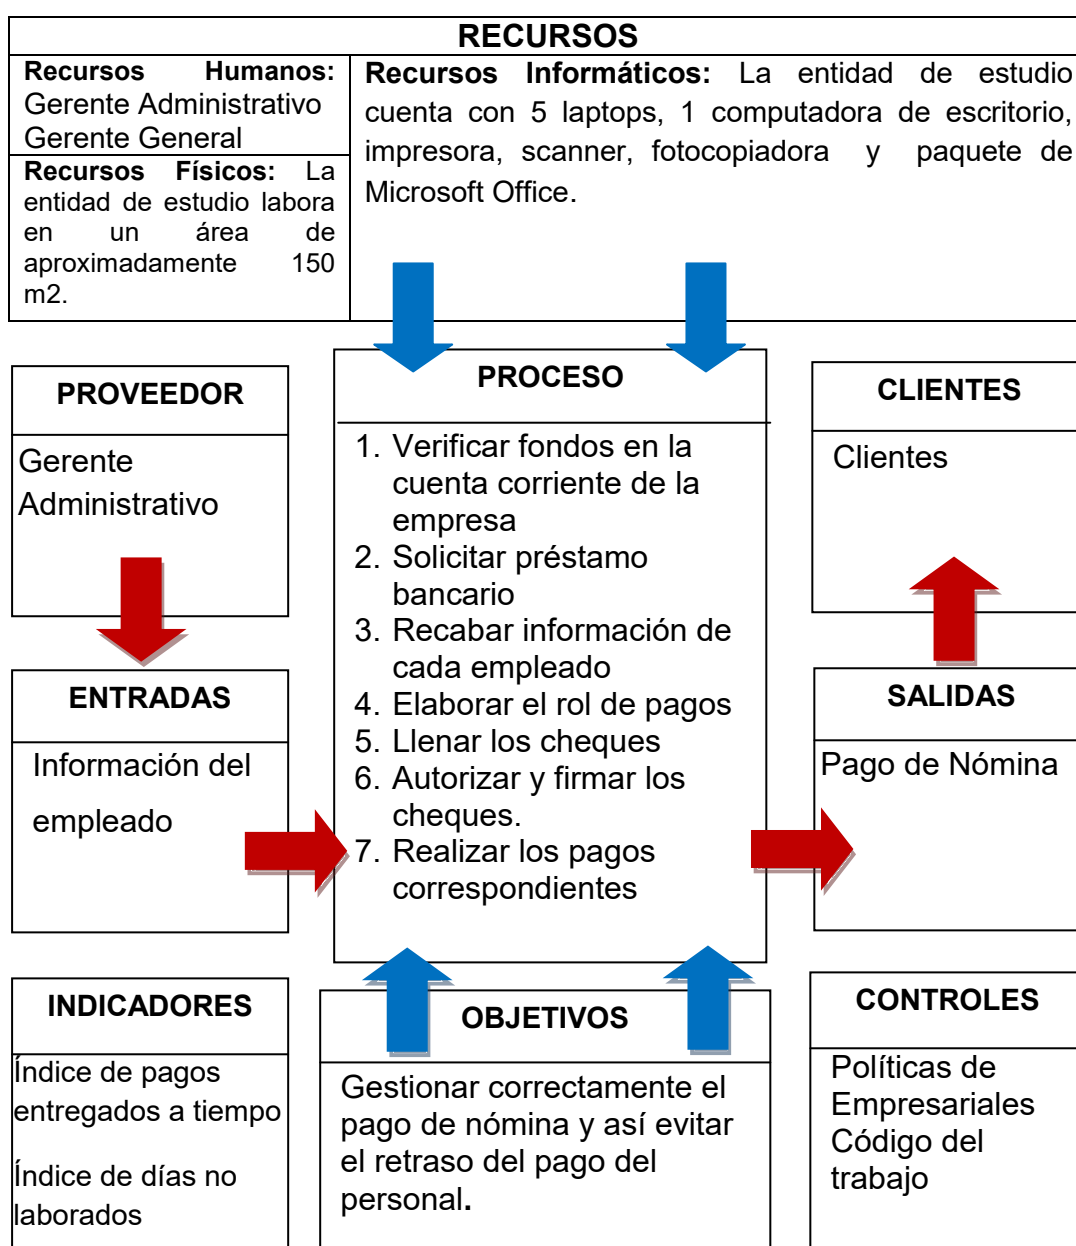 RECURSOS
Recursos Humanos:
Gerente Administrativo
Gerente General
Recursos Físicos: La
entidad de estudio labora
en un área de
aproximadamente 150
m2.
Recursos Informáticos: La entidad de estudio
cuenta con 5 laptops, 1 computadora de escritorio,
impresora, scanner, fotocopiadora y paquete de
Microsoft Office.
PROVEEDOR
Gerente
Administrativo
ENTRADAS
Información del
empleado
PROCESO
1. Verificar fondos en la
cuenta corriente de la
empresa
2. Solicitar préstamo
bancario
3. Recabar información de
cada empleado
4. Elaborar el rol de pagos
5. Llenar los cheques
6. Autorizar y firmar los
cheques.
7. Realizar los pagos
correspondientes
CLIENTES
Clientes
SALIDAS
Pago de Nómina
INDICADORES
Índice de pagos
entregados a tiempo
Índice de días no
laborados
OBJETIVOS
Gestionar correctamente el
pago de nómina y así evitar
el retraso del pago del
personal.
CONTROLES
Políticas de
Empresariales
Código del
trabajo